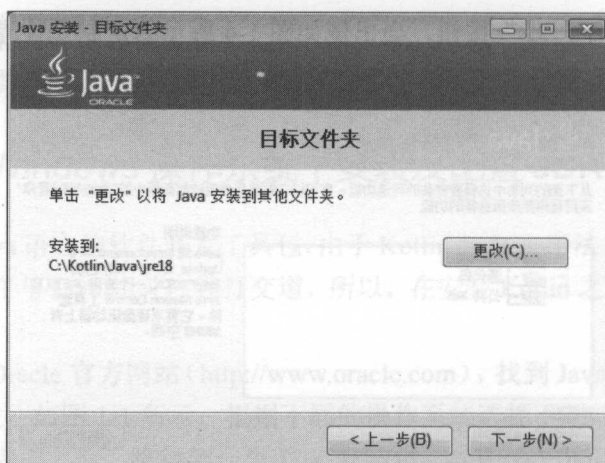 Java 安装 - 目标文件夹
Java
ORACLE
目标文件夹
单击 "更改" 以将 Java 安装到其他文件夹。
安装到:
C:\Kotlin\Java\jre18
更改(C)...
< 上一步(B)
下一步(N) >